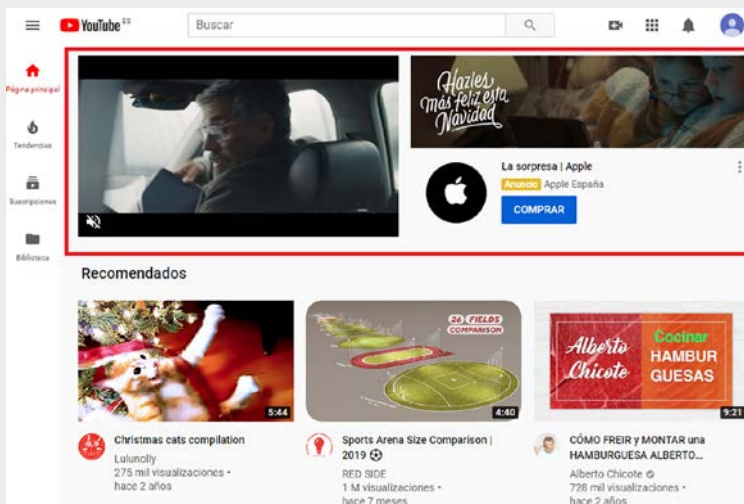 YouTube ES
Buscar
Página principal
Tendencias
Suscripciones
Biblioteca
Hazles
más feliz esta
Navidad
La sorpresa | Apple
Anuncio Apple España
COMPRAR
Recomendados
5:44
Christmas cats compilation
Lulunolly
275 mil visualizaciones •
hace 2 años
26 FIELDS
COMPARISON
4:40
Sports Arena Size Comparison |
2019
RED SIDE
1 M visualizaciones •
hace 7 meses
Alberto
Chicote
Cocinar
HAMBUR
GUESAS
9:21
CÓMO FREIR y MONTAR una
HAMBURGUESA ALBERTO...
Alberto Chicote
728 mil visualizaciones •
hace 2 años